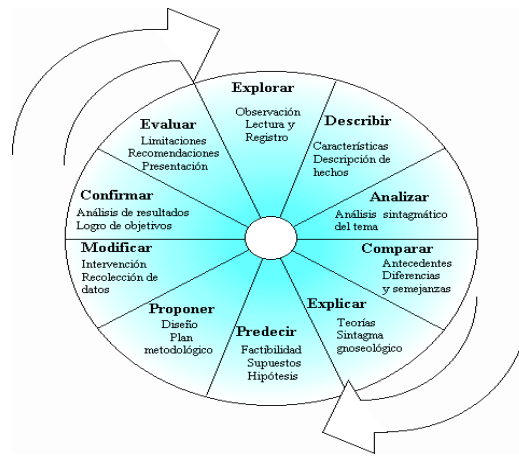 Explorar
Observación
Lectura y
Registro
Describir
Características
Descripción de
hechos
Analizar
Análisis sintagmático
del tema
Comparar
Antecedentes
Diferencias
y semejanzas
Explicar
Teorías
Sintagma
gnoseológico
Predecir
Factibilidad
Supuestos
Hipótesis
Proponer
Diseño
Plan
metodológico
Modificar
Intervención
Recolección de
datos
Confirmar
Análisis de resultados
Logro de objetivos
Evaluar
Limitaciones
Recomendaciones
Presentación